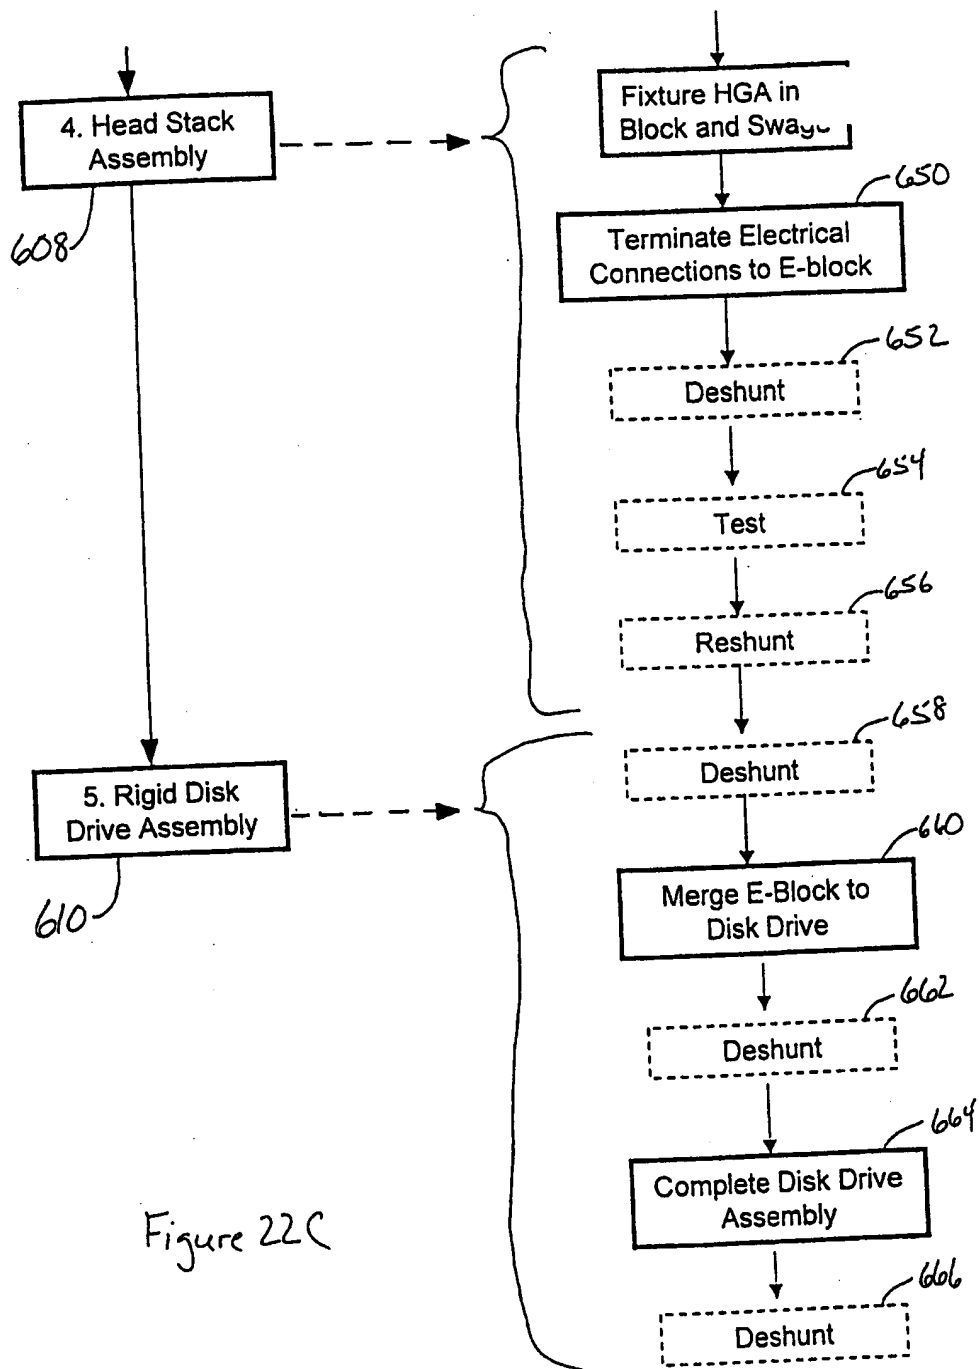 4. Head Stack
Assembly
608
5. Rigid Disk
Drive Assembly
610
Fixture HGA in
Block and
650
Terminate Electrical
Connections to E-block
652
Deshunt
654
Test
656
Reshunt
658
Deshunt
660
Merge E-Block to
Disk Drive
662
Deshunt
664
Complete Disk Drive
Assembly
666
Deshunt
Figure 22C